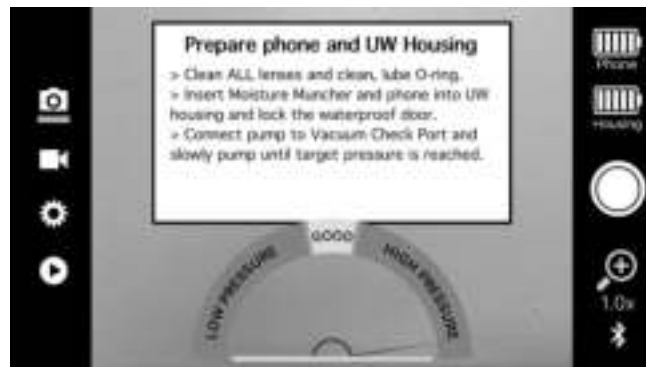 Prepare phone and UW Housing
» Clean ALL lenses and clean, lube O-ring.
» Insert Moisture Muncher and phone into UW
housing and lock the waterproof door.
» Connect pump to Vacuum Check Port and
slowly pump until target pressure is reached.
GOOD
LOW PRESSURE
HIGH PRESSURE
Phone
Housing
1.0x